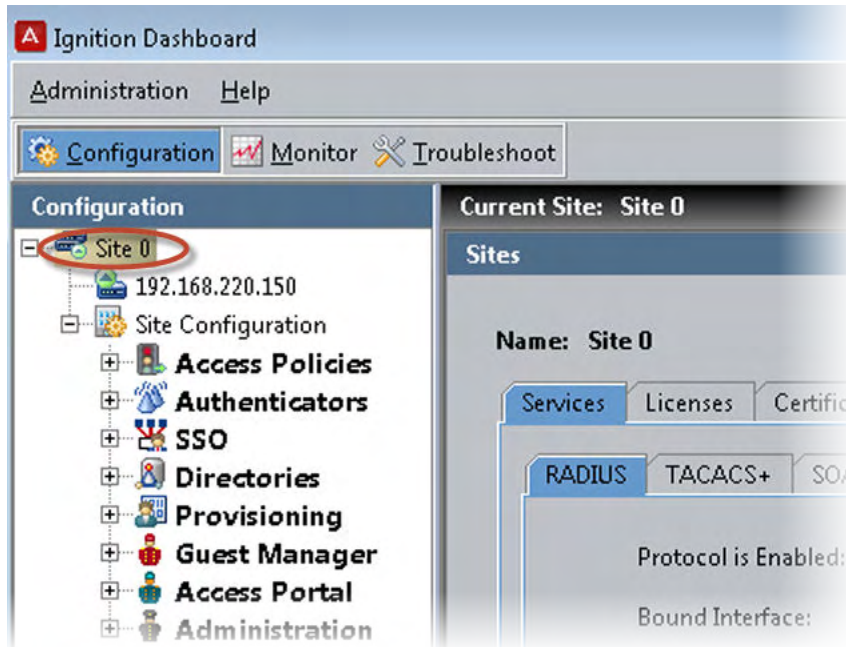 Ignition Dashboard
Administration Help
Configuration Monitor Troubleshoot
Configuration
Site 0
192.168.220.150
Site Configuration
Access Policies
Authenticators
SSO
Directories
Provisioning
Guest Manager
Access Portal
Administration
Current Site: Site 0
Sites
Name: Site 0
Services Licenses
RADIUS TACACS+
Protocol is Enabled:
Bound Interface: